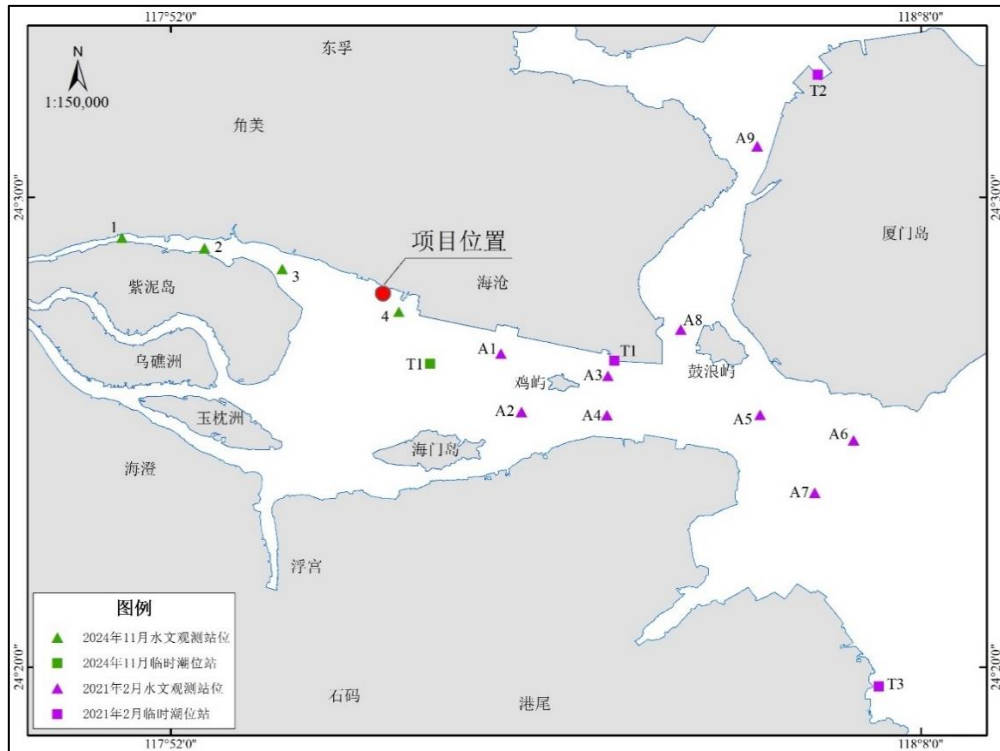 117°52'0"
118°8'0"
N
1:150,000
东孚
角美
T2
A9
24°30'0"
24°30'0"
1
2
3
项目位置
厦门岛
紫泥岛
海沧
4
A8
乌礁洲
T1
A1
T1
鼓浪屿
鸡屿
A3
玉枕洲
A2
A4
A5
A6
海门岛
海澄
A7
浮宫
图例
2024年11月水文观测站位
2024年11月临时潮位站
2021年2月水文观测站位
2021年2月临时潮位站
石码
港尾
T3
24°20'0"
24°20'0"
117°52'0"
118°8'0"